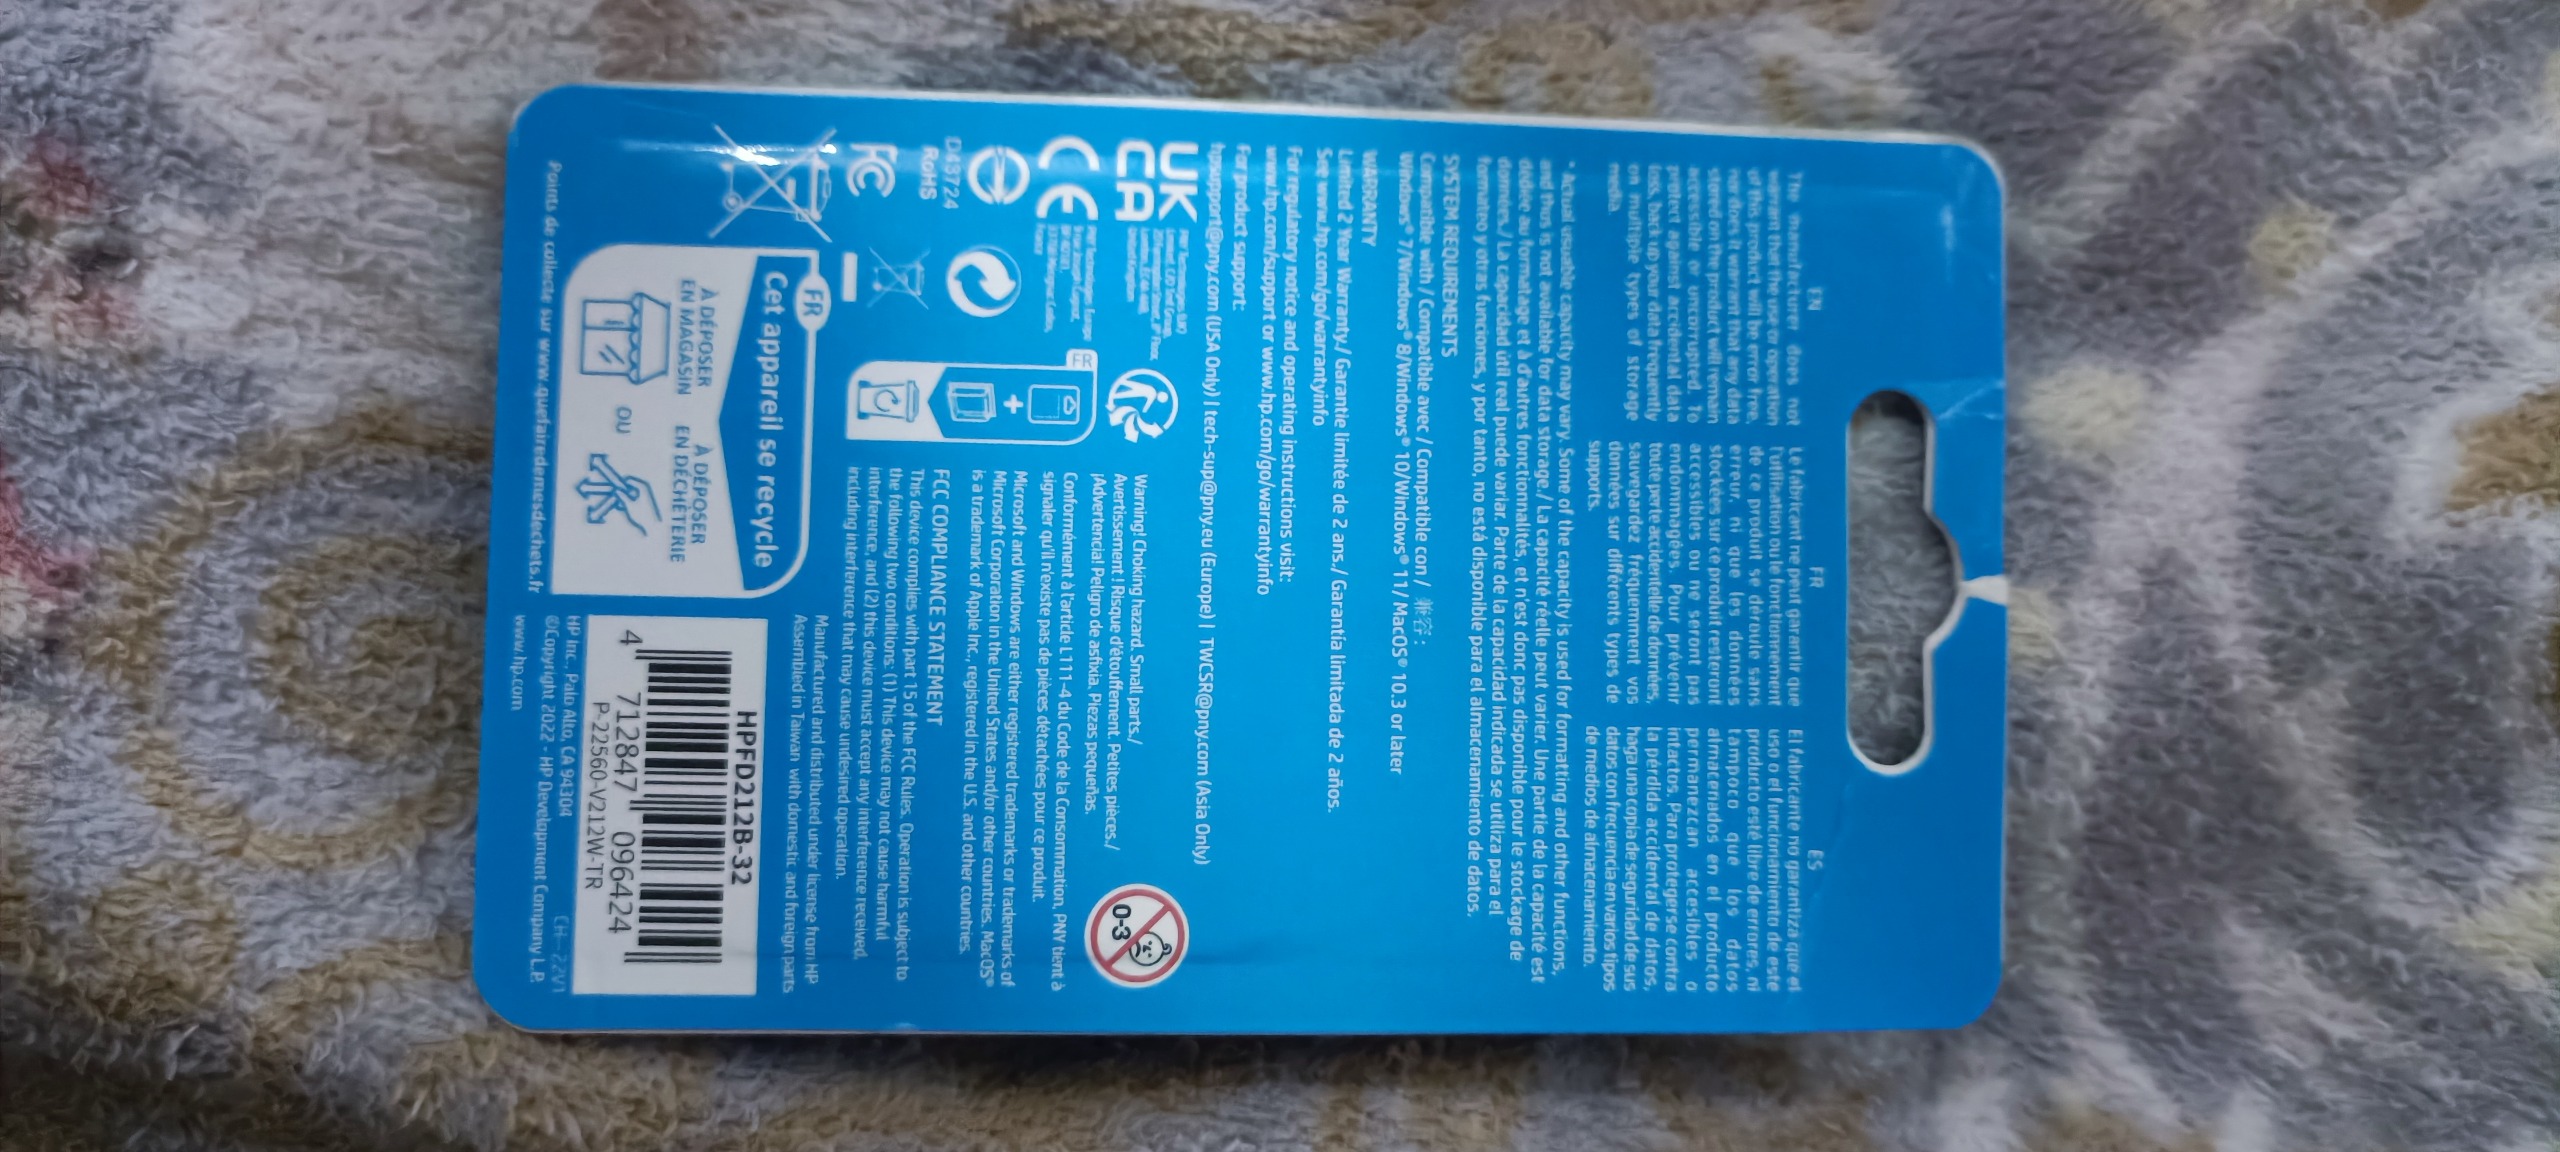 EN
The manufacturer does not
warrant that the use or operation
of this product will be error free,
nor does it warrant that any data
stored on the product will remain
accessible or uncorrupted. To
protect against accidental data
loss, back up your data frequently
on multiple types of storage
media.
FR
Le fabricant ne peut garantir que
l'utilisation ou le fonctionnement
de ce produit se déroule sans
erreur, ni que les données
stockées sur ce produit resteront
accessibles ou ne seront pas
endommagées. Pour prévenir
toute perte accidentelle de données,
sauvegardez fréquemment vos
données sur différents types de
supports.
ES
El fabricante no garantiza que el
uso o el funcionamiento de este
producto esté libre de errores, ni
tampoco que los datos
almacenados en el producto
permanezcan accesibles o
intactos. Para protegerse contra
la pérdida accidental de datos,
haga una copia de seguridad de sus
datos con frecuencia en varios tipos
de medios de almacenamiento.
* Actual useable capacity may vary. Some of the capacity is used for formatting and other functions,
and thus is not available for data storage./ La capacité réelle peut varier. Une partie de la capacité est
dédiée au formatage et à d'autres fonctionnalités, et n'est donc pas disponible pour le stockage de
données./ La capacidad útil real puede variar. Parte de la capacidad indicada se utiliza para el
formateo y otras funciones, y por tanto, no está disponible para el almacenamiento de datos.
SYSTEM REQUIREMENTS
Compatible with / Compatible avec / Compatible con / 兼容 :
Windows® 7/Windows® 8/Windows® 10/Windows® 11/ MacOS® 10.3 or later
WARRANTY
Limited 2 Year Warranty/ Garantie limitée de 2 ans./ Garantía limitada de 2 años.
See www.hp.com/go/warrantyinfo
For regulatory notice and operating instructions visit:
www.hp.com/support or www.hp.com/go/warrantyinfo
For product support:
hpsupport@pny.com (USA Only) | tech-sup@pny.eu (Europe) | TWCSR@pny.com (Asia Only)
UK
CA
CE
D43724
RoHS
FC
FR
Warning! Choking hazard. Small parts./
Avertissement ! Risque d'étouffement. Petites pièces./
¡Advertencia! Peligro de asfixia. Piezas pequeñas.
0-3
Conformément à l'article L111-4 du Code de la Consommation, PNY tient à
signaler qu'il n'existe pas de pièces détachées pour ce produit.
Microsoft and Windows are either registered trademarks or trademarks of
Microsoft Corporation in the United States and/or other countries. MacOS®
is a trademark of Apple Inc., registered in the U.S. and other countries.
FCC COMPLIANCE STATEMENT
This device complies with part 15 of the FCC Rules. Operation is subject to
the following two conditions: (1) This device may not cause harmful
interference, and (2) this device must accept any interference received,
including interference that may cause undesired operation.
Manufactured and distributed under license from HP
Assembled in Taiwan with domestic and foreign parts
FR
Cet appareil se recycle
À DÉPOSER
EN MAGASIN
OU
À DÉPOSER
EN DÉCHÈTERIE
Points de collecte sur www.quefairedemesdechets.fr
HPFD212B-32
4 712847 096424
P-22560-V212W-TR
CH-22V1
HP Inc., Palo Alto, CA 94304
©Copyright 2022 - HP Development Company L.P.
www.hp.com